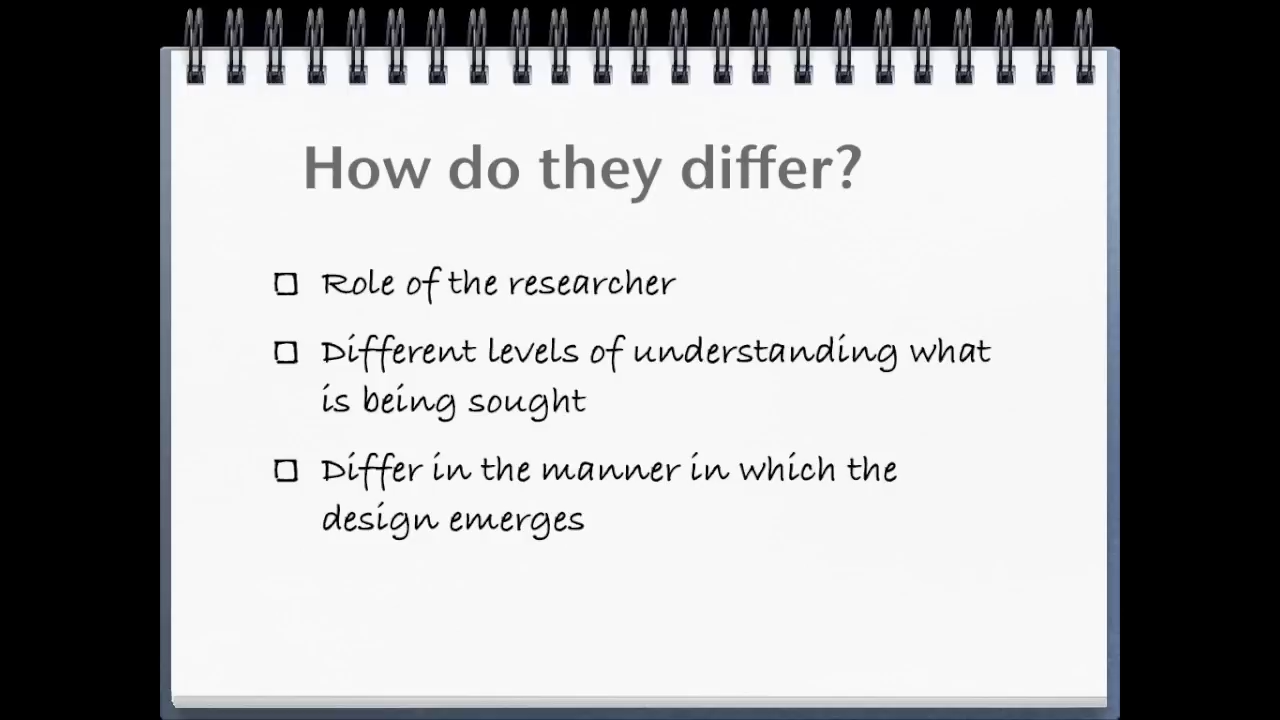 How do they differ?
Role of the researcher
Different levels of understanding what
is being sought
Differ in the manner in which the
design emerges